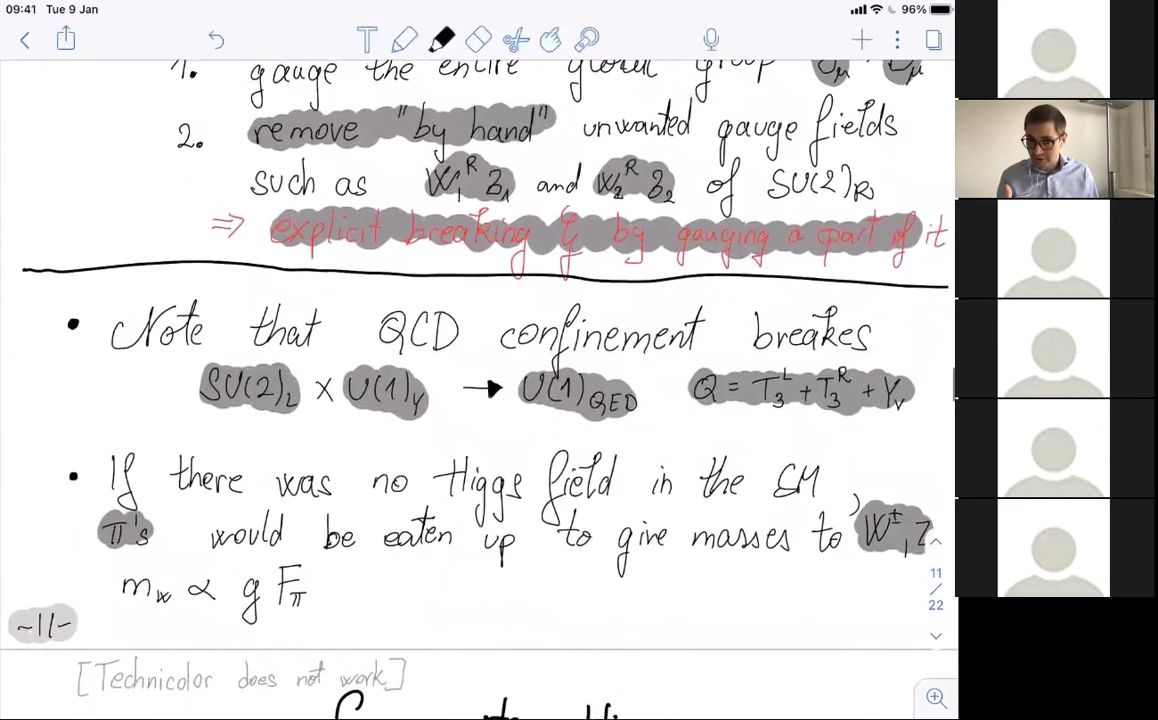 09:41 Tue 9 Jan
96%
1. gauge the entire global group
2. remove "by hand" unwanted gauge fields
such as W₁ᴿ B₁ and W₂ᴿ B₂ of SU(2)R
⇒ explicit breaking G by gauging a part of it
• Note that QCD confinement breakes
SU(2)L × U(1)Y → U(1)QED Q = T₃ᴸ + T₃ᴿ + Yv
• If there was no Higgs field in the SM,
π's would be eaten up to give masses to W±, Z
mw ∝ g Fπ
11
/
22
-11-
[Technicolor does not work]